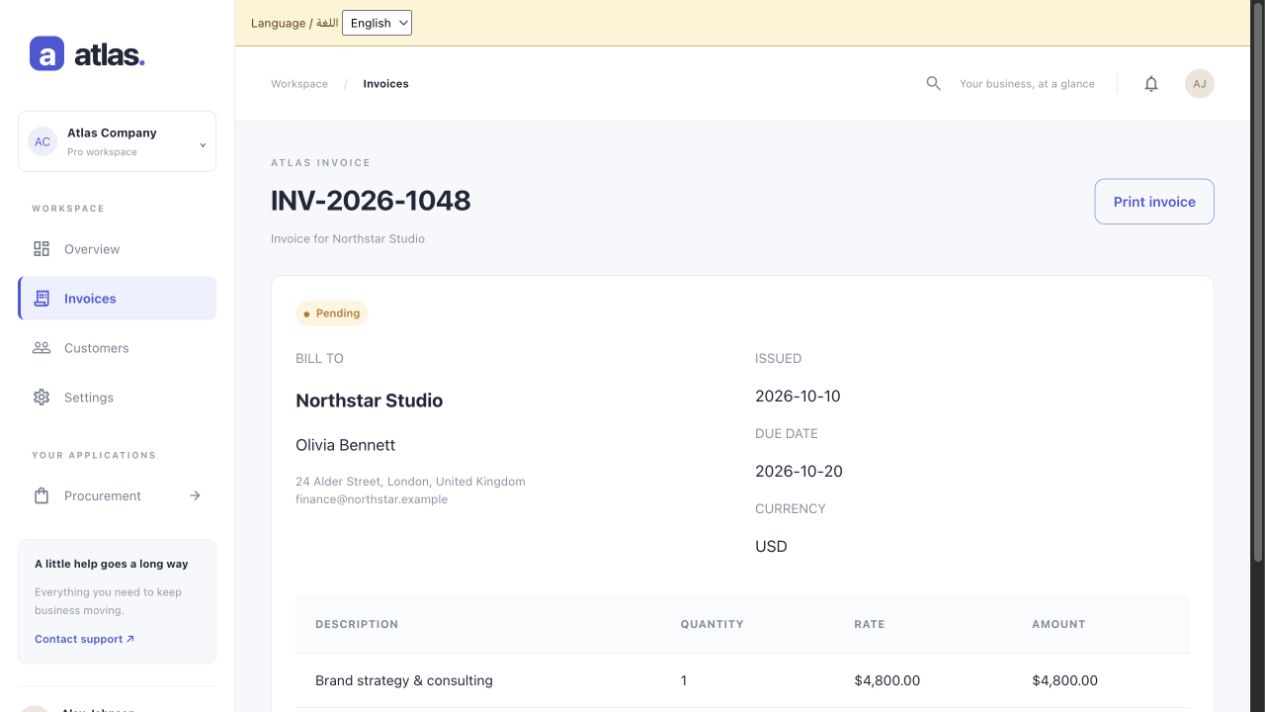 Language / اللغة English
a atlas.
AC Atlas Company
Pro workspace
WORKSPACE
Overview
Invoices
Customers
Settings
YOUR APPLICATIONS
Procurement
A little help goes a long way
Everything you need to keep
business moving.
Contact support ↗
Workspace / Invoices
Your business, at a glance
AJ
ATLAS INVOICE
INV-2026-1048
Invoice for Northstar Studio
Print invoice
Pending
BILL TO
Northstar Studio
Olivia Bennett
24 Alder Street, London, United Kingdom
finance@northstar.example
ISSUED
2026-10-10
DUE DATE
2026-10-20
CURRENCY
USD
DESCRIPTION QUANTITY RATE AMOUNT
Brand strategy & consulting 1 $4,800.00 $4,800.00